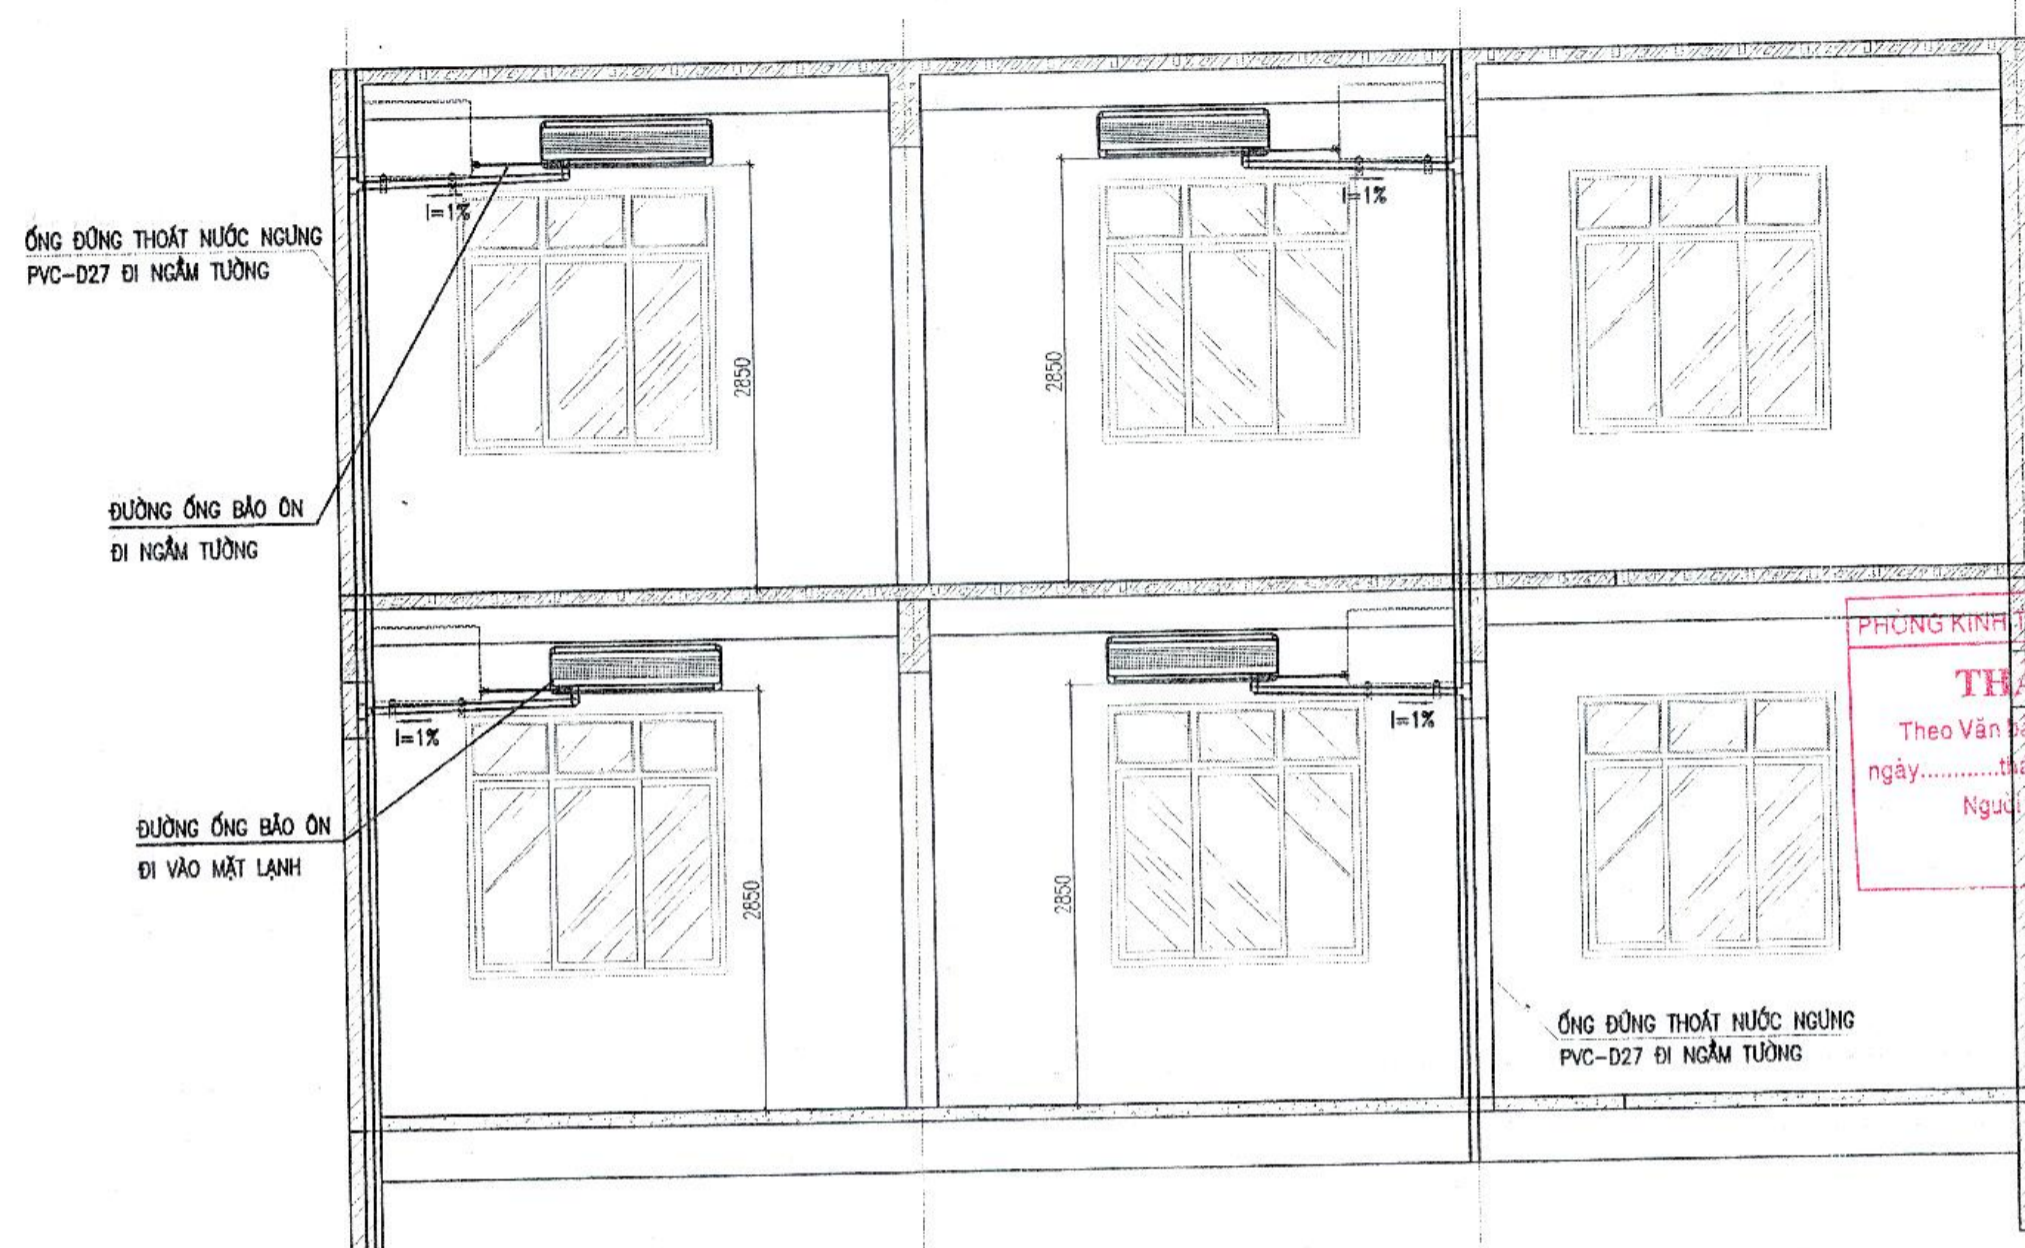 I=1%
I=1%
ỐNG ĐỨNG THOÁT NƯỚC NGƯNG
PVC-D27 ĐI NGẦM TƯỜNG
2850
2850
ĐƯỜNG ỐNG BẢO ÔN
ĐI NGẦM TƯỜNG
PHÒNG KINH
Theo Văn
I=1%
I=1%
ngày............
ĐƯỜNG ỐNG BẢO ÔN
ĐI VÀO MẶT LẠNH
2850
2850
ỐNG ĐỨNG THOÁT NƯỚC NGƯNG
PVC-D27 ĐI NGẦM TƯỜNG